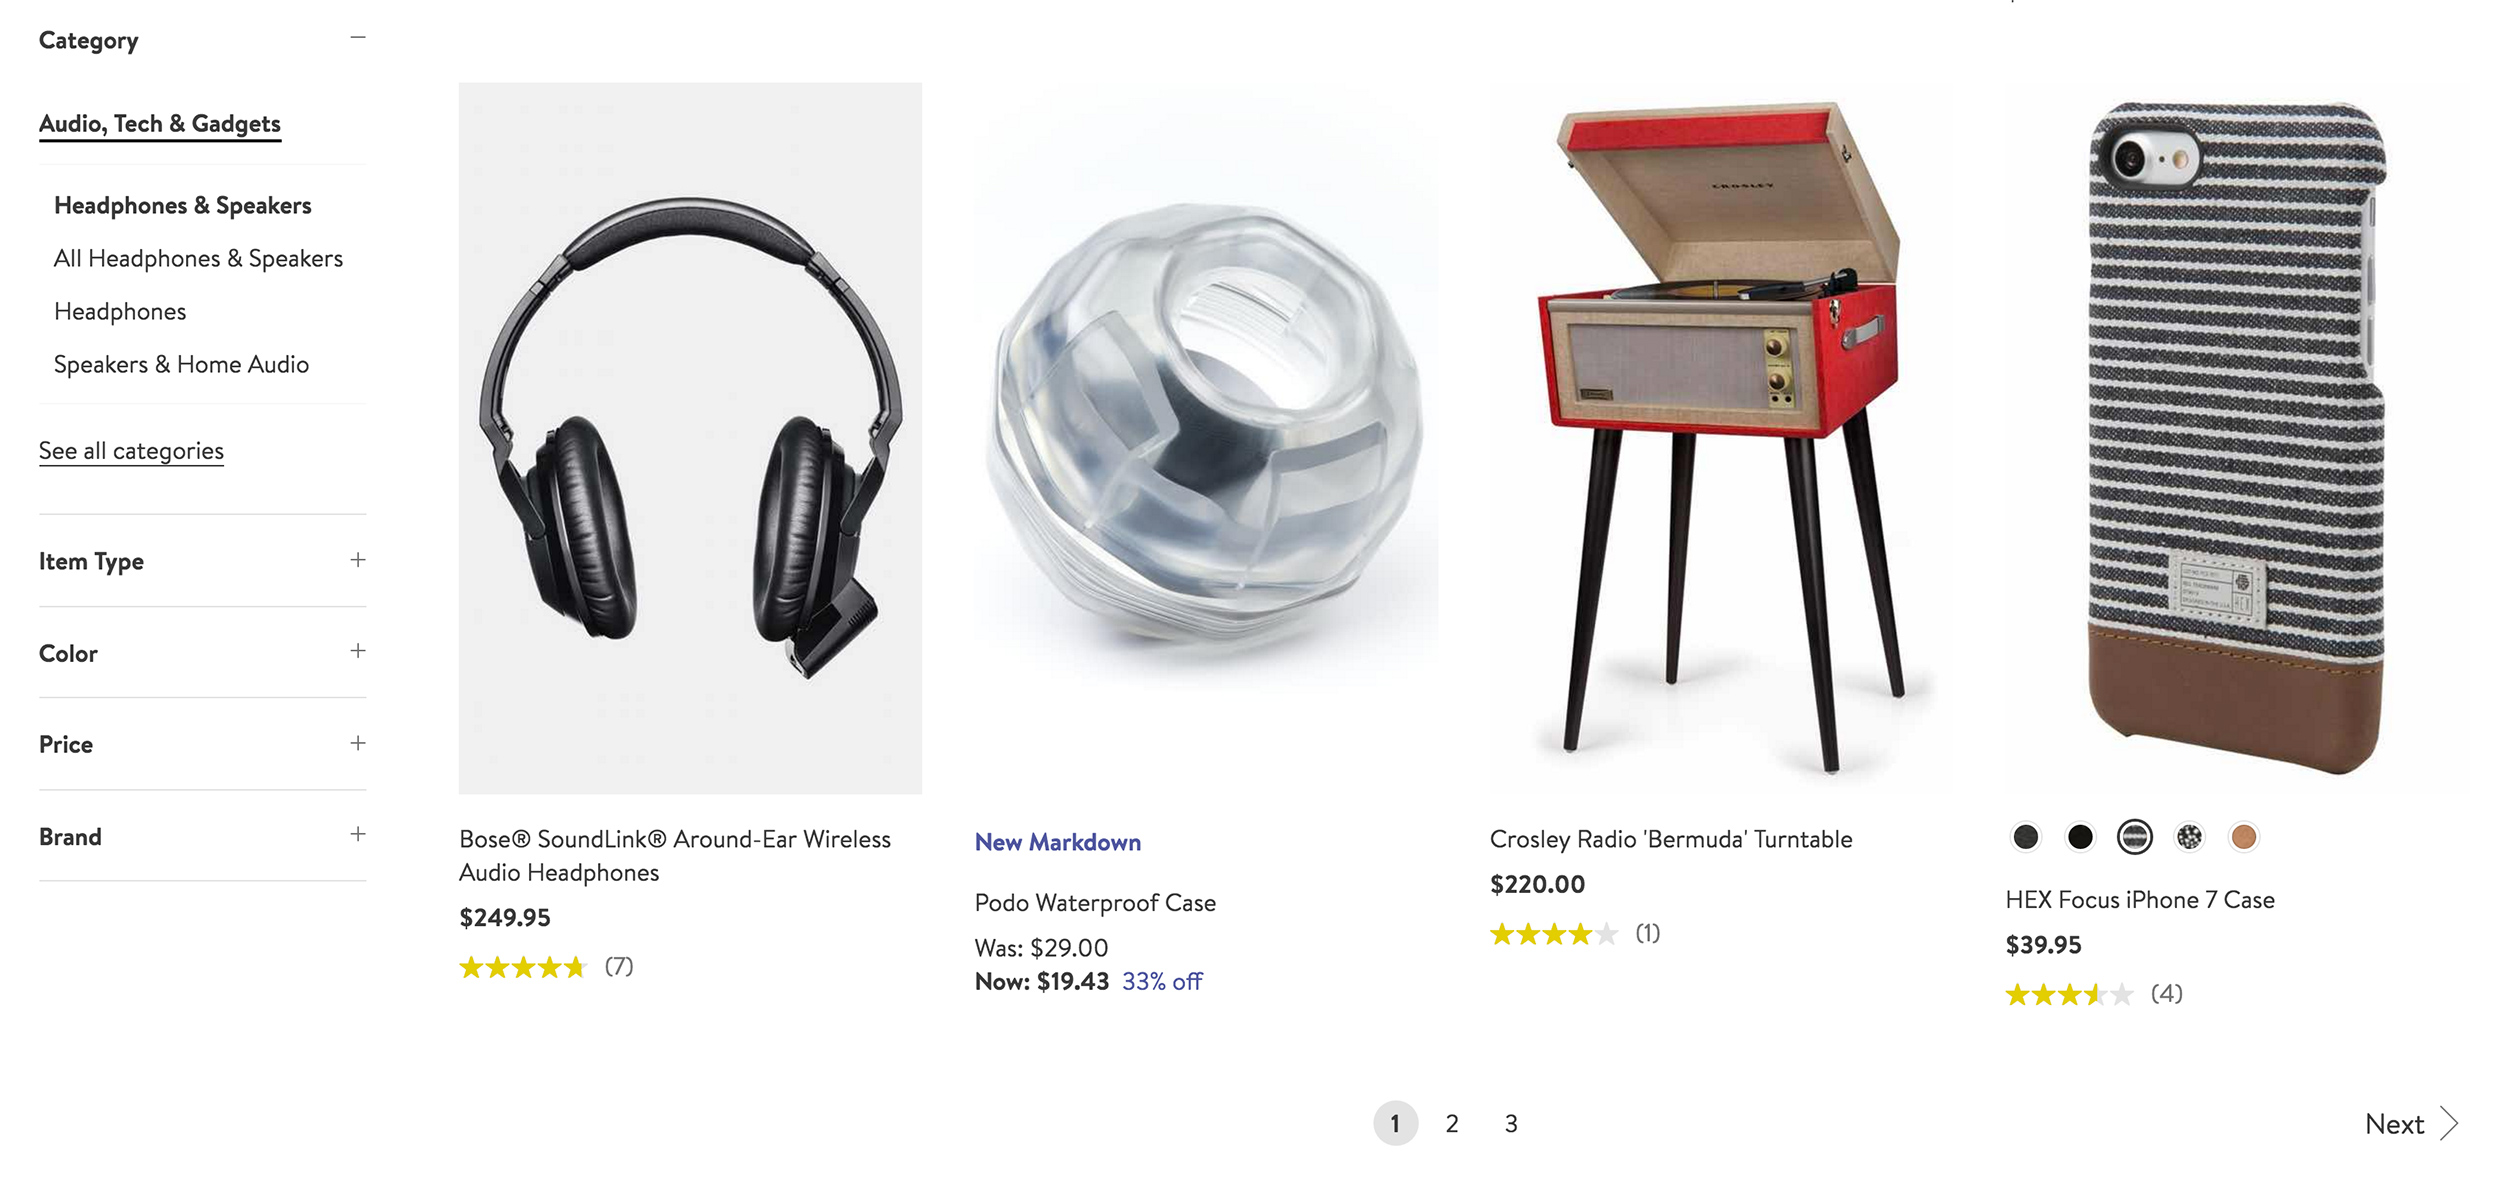 Category
Audio, Tech & Gadgets
Headphones & Speakers
All Headphones & Speakers
Headphones
Speakers & Home Audio
See all categories
Item Type
Color
Price
Brand
CROSLEY
Bose® SoundLink® Around-Ear Wireless
Audio Headphones
$249.95
(7)
New Markdown
Podo Waterproof Case
Was: $29.00
Now: $19.43 33% off
Crosley Radio 'Bermuda' Turntable
$220.00
(1)
HEX Focus iPhone 7 Case
$39.95
(4)
1 2 3
Next